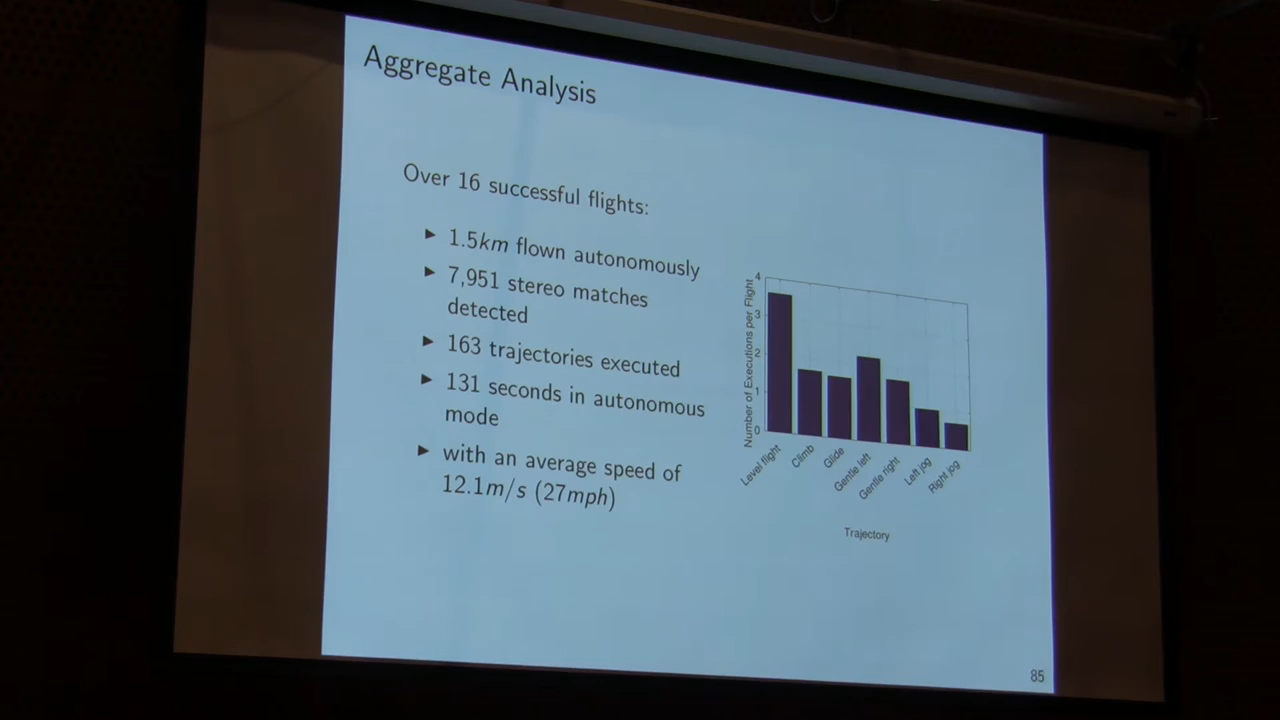 Aggregate Analysis
Over 16 successful flights:
▶ 1.5km flown autonomously
▶ 7,951 stereo matches
detected
▶ 163 trajectories executed
▶ 131 seconds in autonomous
mode
▶ with an average speed of
12.1m/s (27mph)
Number of Executions per Flight
4
3
2
1
0
Level flight
Climb
Glide
Gentle left
Gentle right
Left jog
Right jog
Trajectory
85